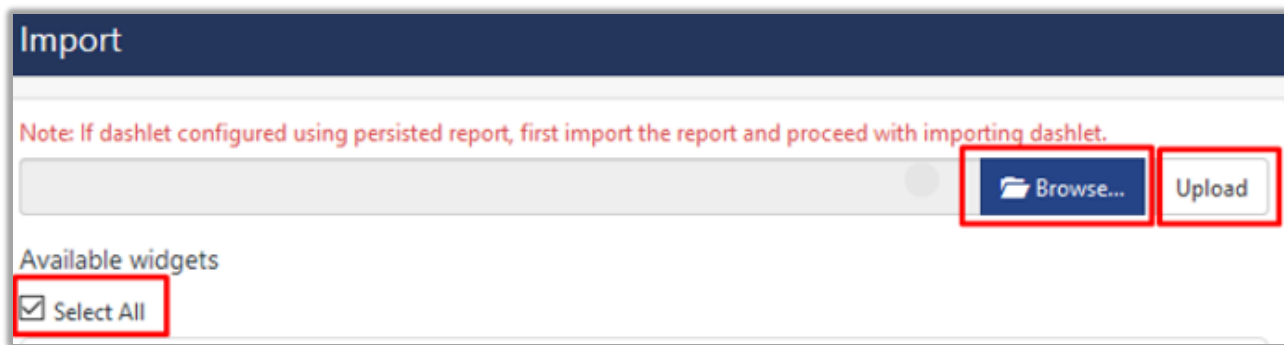 Import
Note: If dashlet configured using persisted report, first import the report and proceed with importing dashlet.
Browse... Upload
Available widgets
Select All